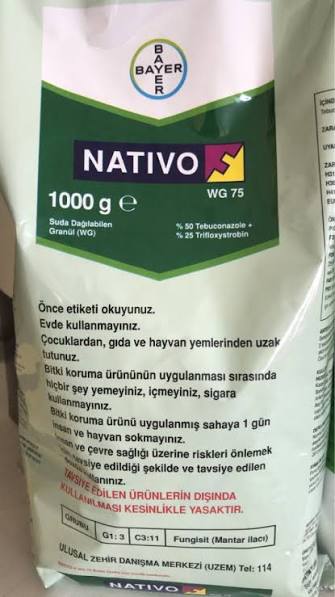 BAYER
BAYER
NATIVO
WG 75
1000 g e
Suda Dağılabilen
Granül (WG)
% 50 Tebuconazole +
% 25 Trifloxystrobin
Önce etiketi okuyunuz.
Evde kullanmayınız.
Çocuklardan, gıda ve hayvan yemlerinden uzak
tutunuz.
Bitki koruma ürününün uygulanması sırasında
hiçbir şey yemeyiniz, içmeyiniz, sigara
kullanmayınız.
Bitki koruma ürünü uygulanmış sahaya 1 gün
insan ve hayvan sokmayınız.
ve çevre sağlığı üzerine riskleri önlemek
tavsiye edildiği şekilde ve tavsiye edilen
TAVSİYE EDİLEN ÜRÜNLERİN DIŞINDA
KULLANILMASI KESİNLİKLE YASAKTIR.
GRUBU
G1: 3
C3:11
Fungisit (Mantar ilacı)
ULUSAL ZEHİR DANIŞMA MERKEZİ (UZEM) Tel: 114
NATIVO